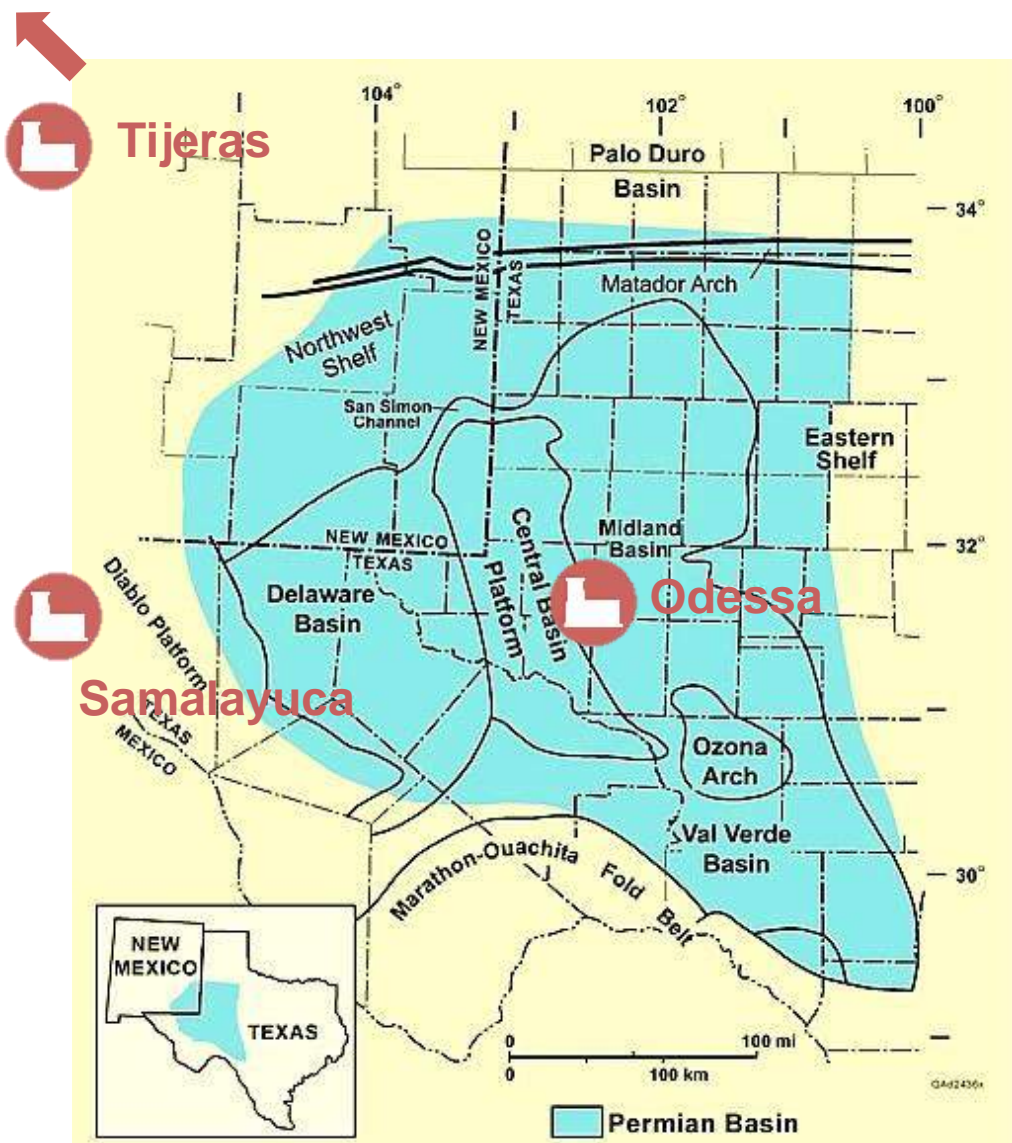 104°
102°
100°
Tijeras
Palo Duro
Basin
34°
NEW MEXICO
TEXAS
Matador Arch
Northwest
Shelf
San Simon
Channel
Eastern
Shelf
Central Basin
Platform
Midland
Basin
NEW MEXICO
TEXAS
32°
Diablo Platform
Delaware
Basin
Odessa
Samalayuca
TEXAS
MEXICO
Ozona
Arch
Val Verde
Basin
30°
Marathon-Ouachita Fold Belt
NEW
MEXICO
TEXAS
0 100 mi
0 100 km
QAd2436x
Permian Basin